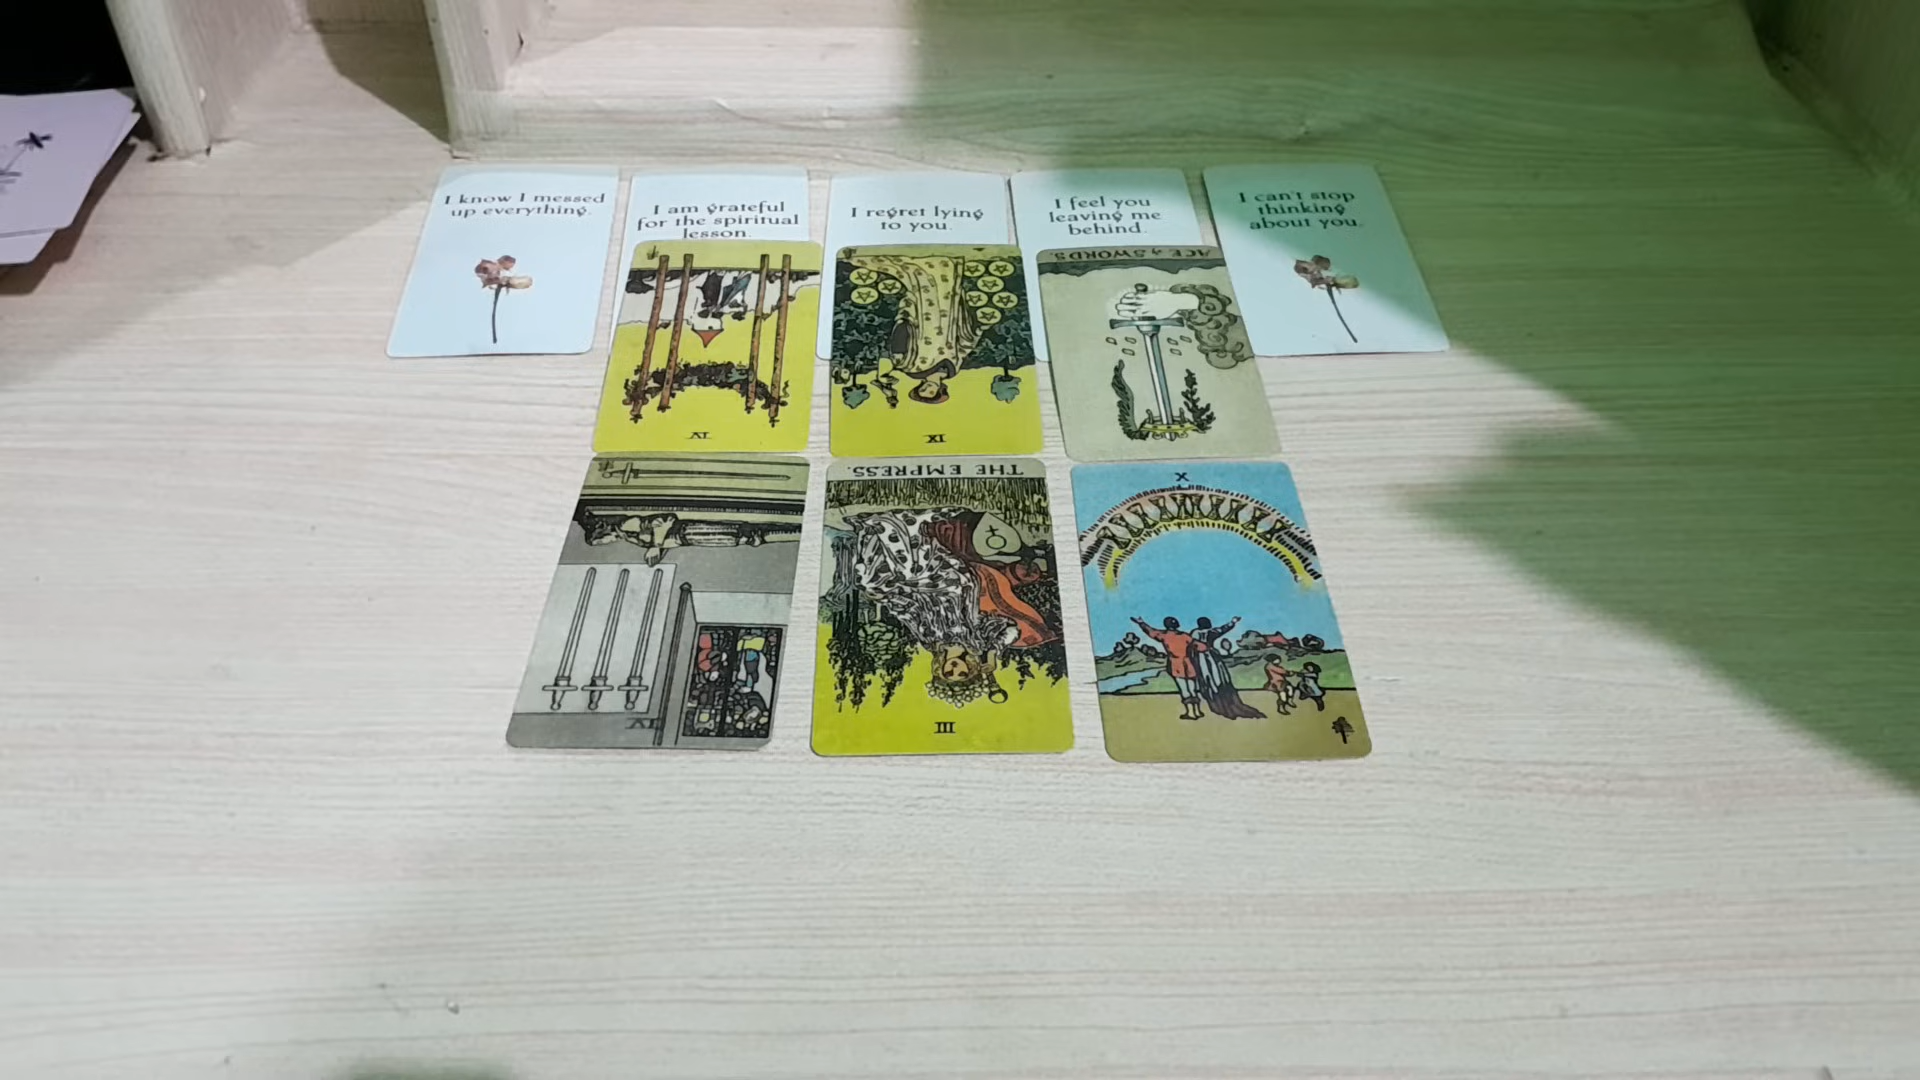 I know I messed
up everything.
I am grateful
for the spiritual
lesson.
I regret lying
to you.
I feel you
leaving me
behind.
I can't stop
thinking
about you.
IV
IX
ACE of SWORDS.
IV
THE EMPRESS.
III
X